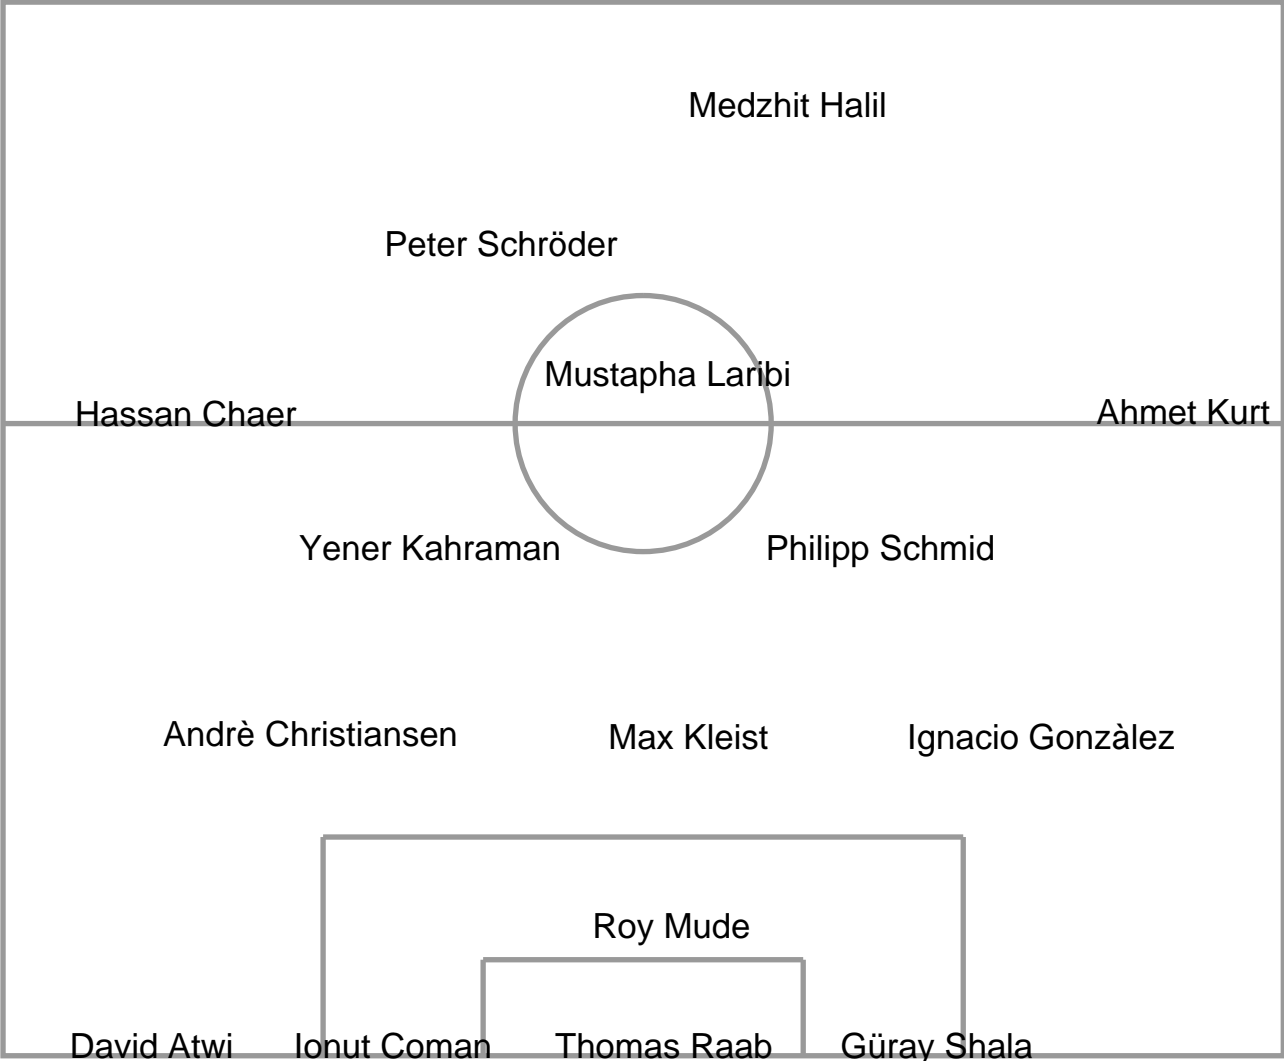 Medzhit Halil
Peter Schröder
Mustapha Laribi
Hassan Chaer
Ahmet Kurt
Yener Kahraman
Philipp Schmid
Andrè Christiansen
Max Kleist
Ignacio Gonzàlez
Roy Mude
David Atwi
Ionut Coman
Thomas Raab
Güray Shala